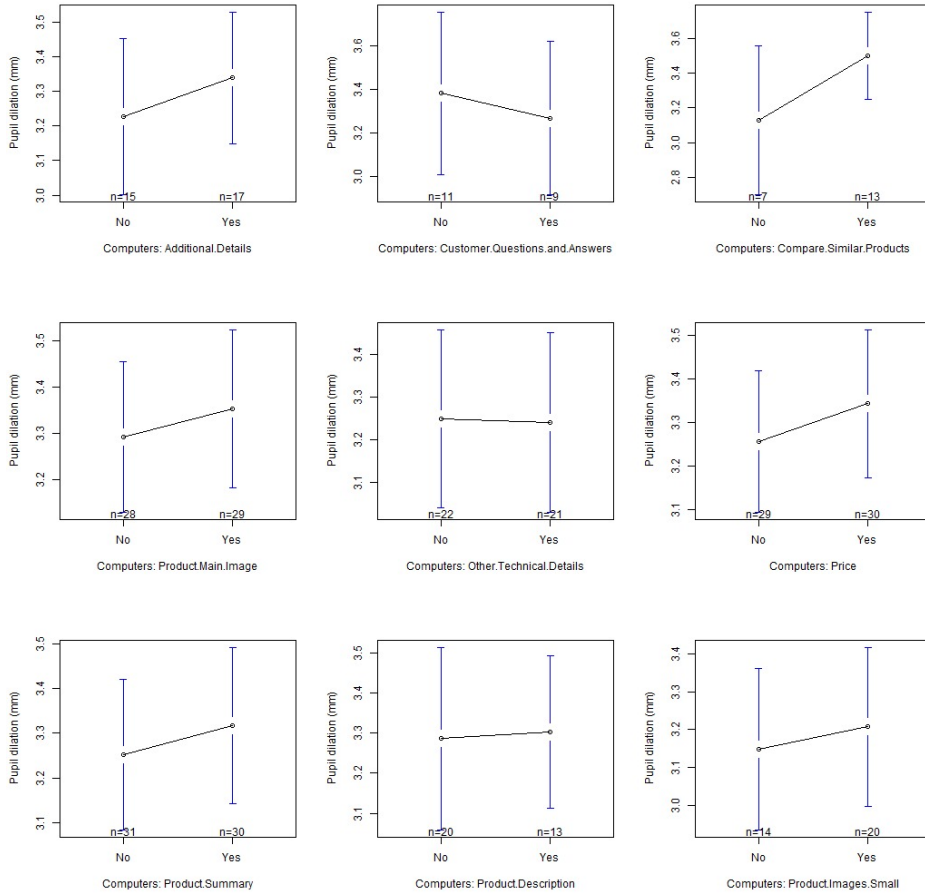 Pupil dilation (mm)
3.0 3.1 3.2 3.3 3.4 3.5
n=15 n=17
No Yes
Computers: Additional.Details
Pupil dilation (mm)
3.0 3.2 3.4 3.6
n=11 n=9
No Yes
Computers: Customer.Questions.and.Answers
Pupil dilation (mm)
2.8 3.0 3.2 3.4 3.6
n=7 n=13
No Yes
Computers: Compare.Similar.Products
Pupil dilation (mm)
3.2 3.3 3.4 3.5
n=28 n=29
No Yes
Computers: Product.Main.Image
Pupil dilation (mm)
3.1 3.2 3.3 3.4
n=22 n=21
No Yes
Computers: Other.Technical.Details
Pupil dilation (mm)
3.1 3.2 3.3 3.4 3.5
n=29 n=30
No Yes
Computers: Price
Pupil dilation (mm)
3.1 3.2 3.3 3.4 3.5
n=31 n=30
No Yes
Computers: Product.Summary
Pupil dilation (mm)
3.1 3.2 3.3 3.4 3.5
n=20 n=13
No Yes
Computers: Product.Description
Pupil dilation (mm)
3.0 3.1 3.2 3.3 3.4
n=14 n=20
No Yes
Computers: Product.Images.Small